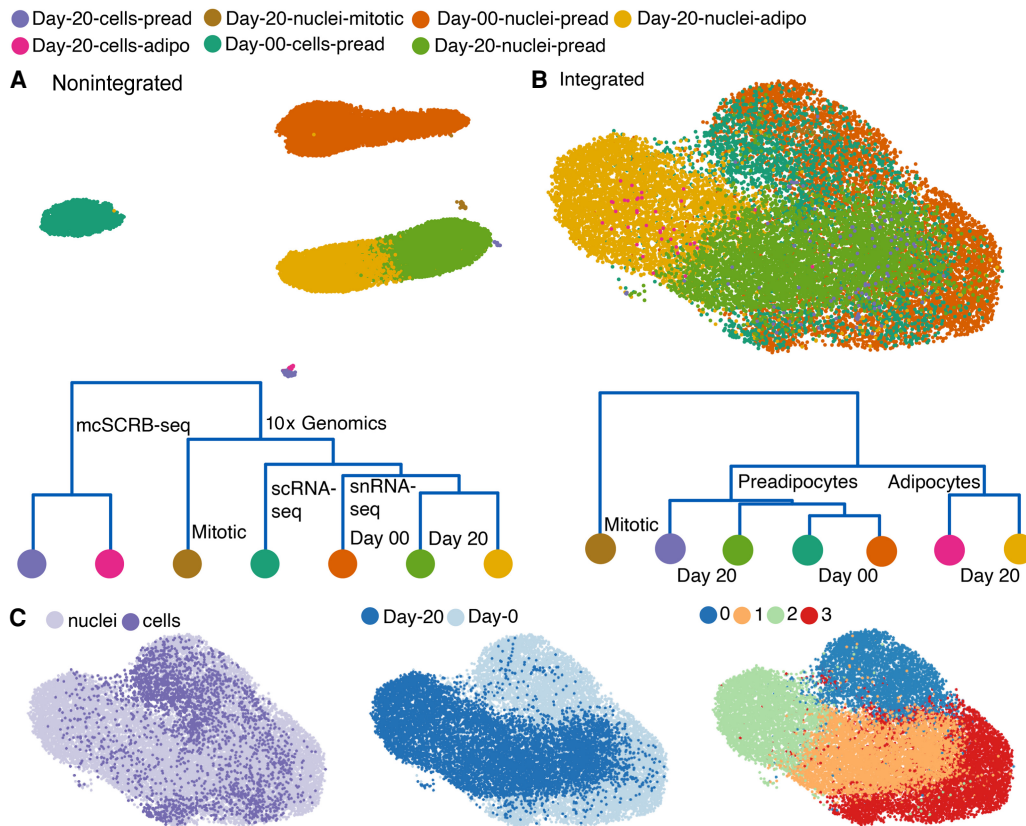 Day-20-cells-pread Day-20-nuclei-mitotic Day-00-nuclei-pread Day-20-nuclei-adipo
Day-20-cells-adipo Day-00-cells-pread Day-20-nuclei-pread
A Nonintegrated
B Integrated
mcSCRB-seq
10x Genomics
scRNA-
seq
snRNA-
seq
Mitotic
Day 00
Day 20
Preadipocytes
Adipocytes
Mitotic
Day 20
Day 00
Day 20
C
nuclei cells
Day-20 Day-0
0 1 2 3